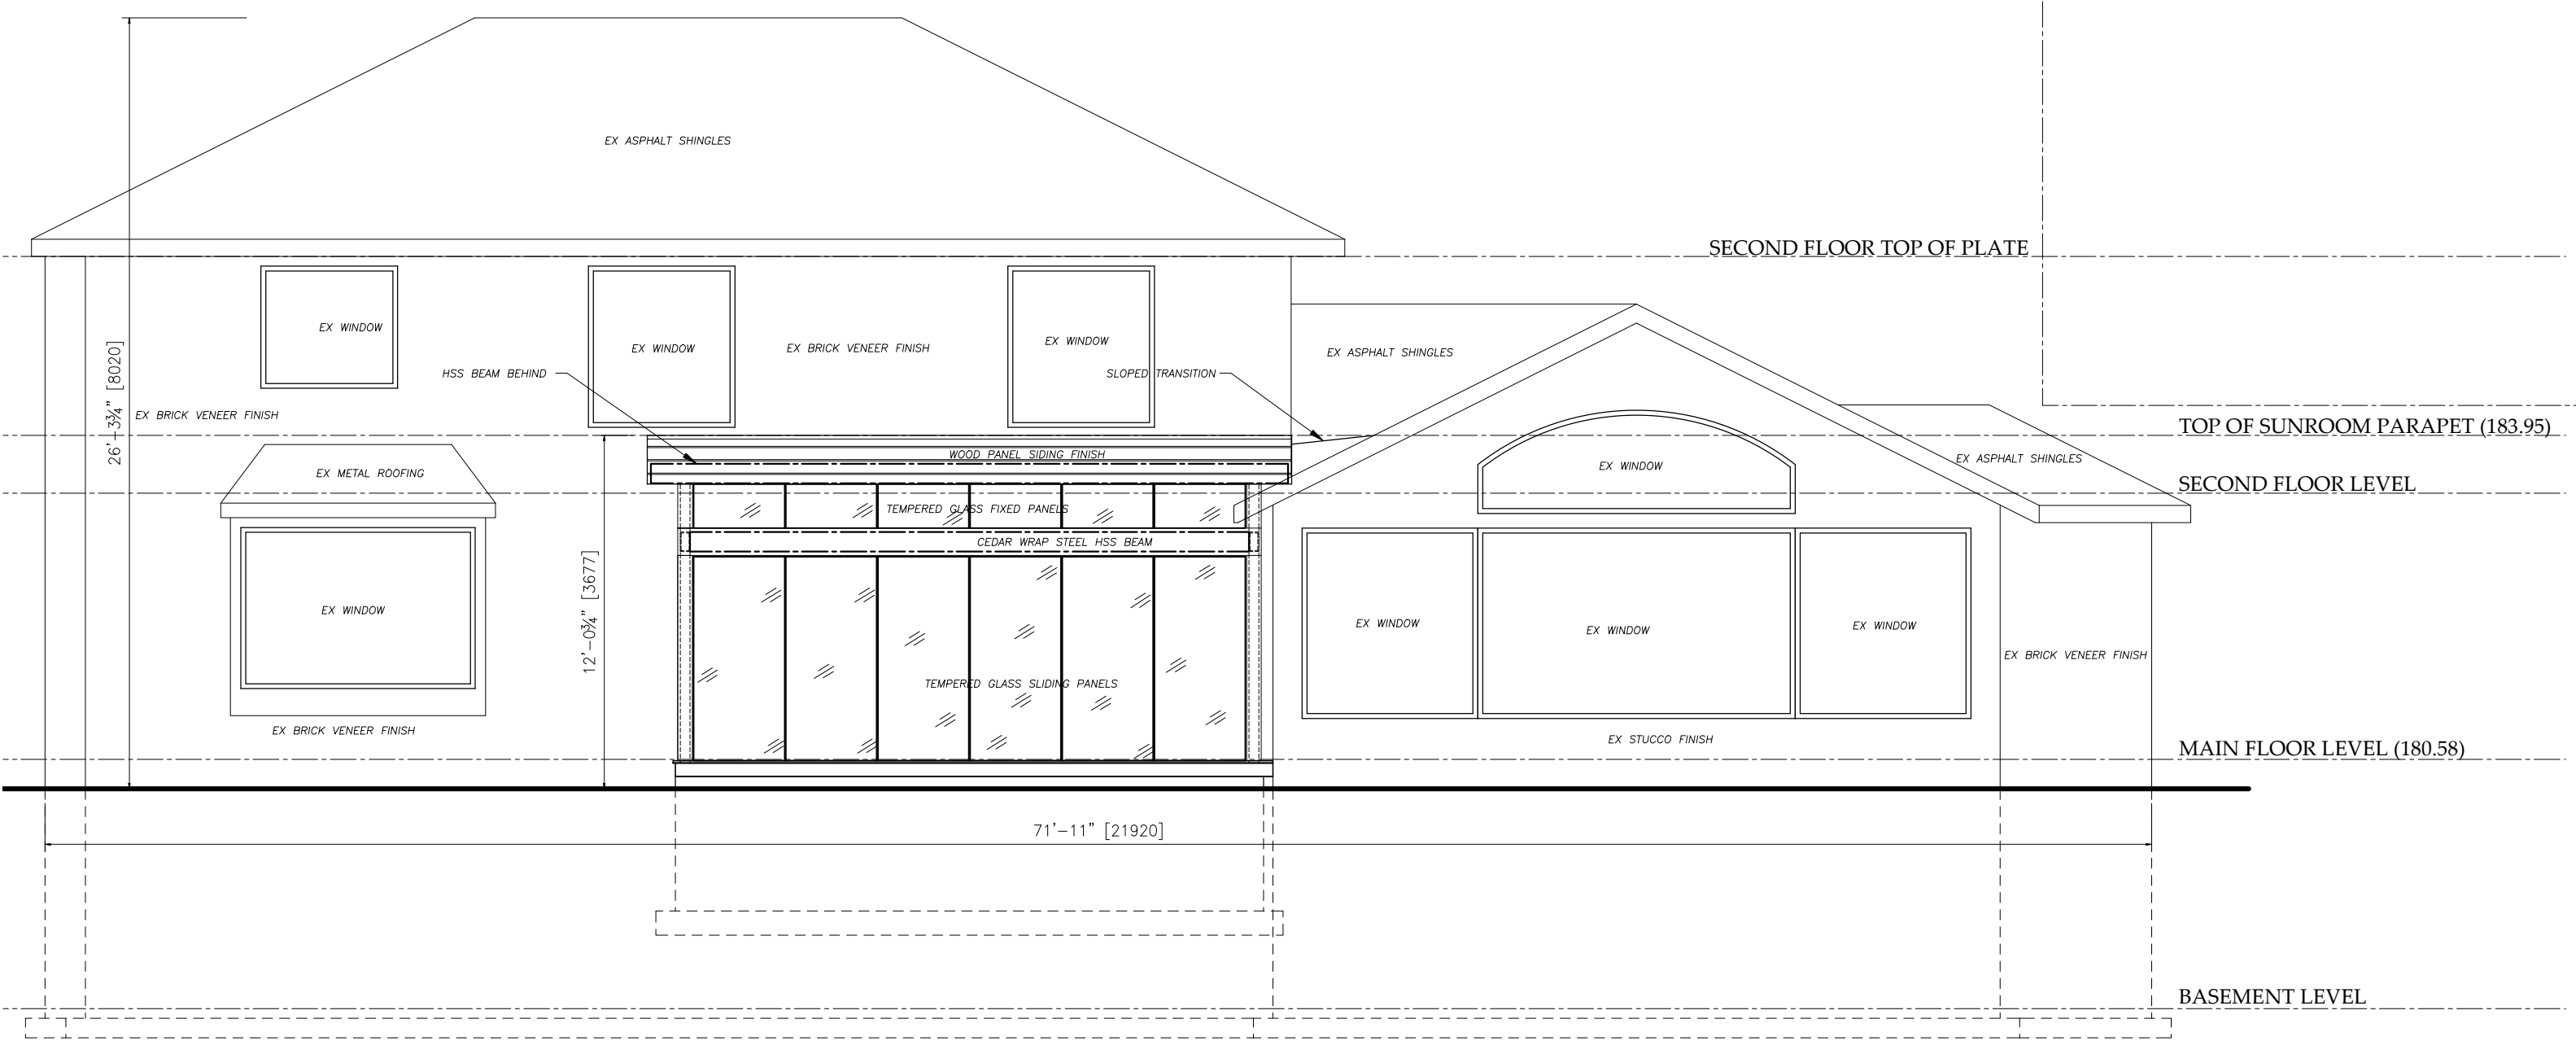 EX ASPHALT SHINGLES
SECOND FLOOR TOP OF PLATE
EX WINDOW
EX WINDOW
EX BRICK VENEER FINISH
EX WINDOW
EX ASPHALT SHINGLES
HSS BEAM BEHIND
SLOPED TRANSITION
26'-3¾" [8020]
EX BRICK VENEER FINISH
TOP OF SUNROOM PARAPET (183.95)
WOOD PANEL SIDING FINISH
EX ASPHALT SHINGLES
EX WINDOW
EX METAL ROOFING
SECOND FLOOR LEVEL
TEMPERED GLASS FIXED PANELS
CEDAR WRAP STEEL HSS BEAM
12'-0¾" [3677]
EX WINDOW
EX WINDOW
EX WINDOW
EX WINDOW
EX BRICK VENEER FINISH
TEMPERED GLASS SLIDING PANELS
EX BRICK VENEER FINISH
EX STUCCO FINISH
MAIN FLOOR LEVEL (180.58)
71'-11" [21920]
BASEMENT LEVEL